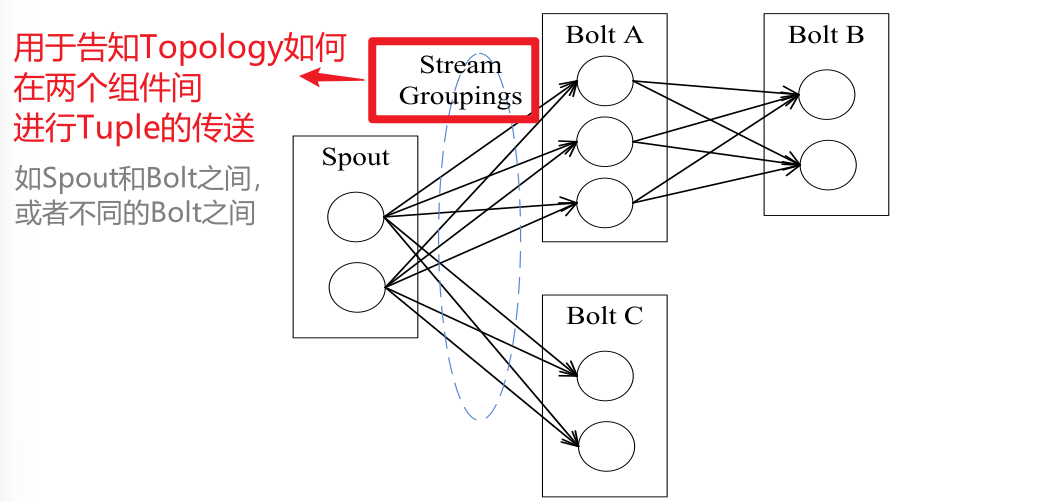 用于告知Topology如何
在两个组件间
进行Tuple的传送
如Spout和Bolt之间，
或者不同的Bolt之间
Stream
Groupings
Spout
Bolt A
Bolt B
Bolt C